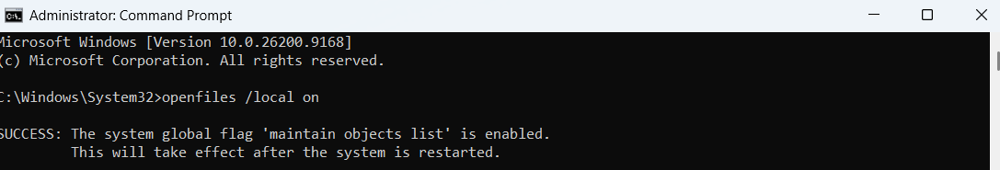 Administrator: Command Prompt
Microsoft Windows [Version 10.0.26200.9168]
(c) Microsoft Corporation. All rights reserved.
C:\Windows\System32>openfiles /local on
SUCCESS: The system global flag 'maintain objects list' is enabled.
This will take effect after the system is restarted.